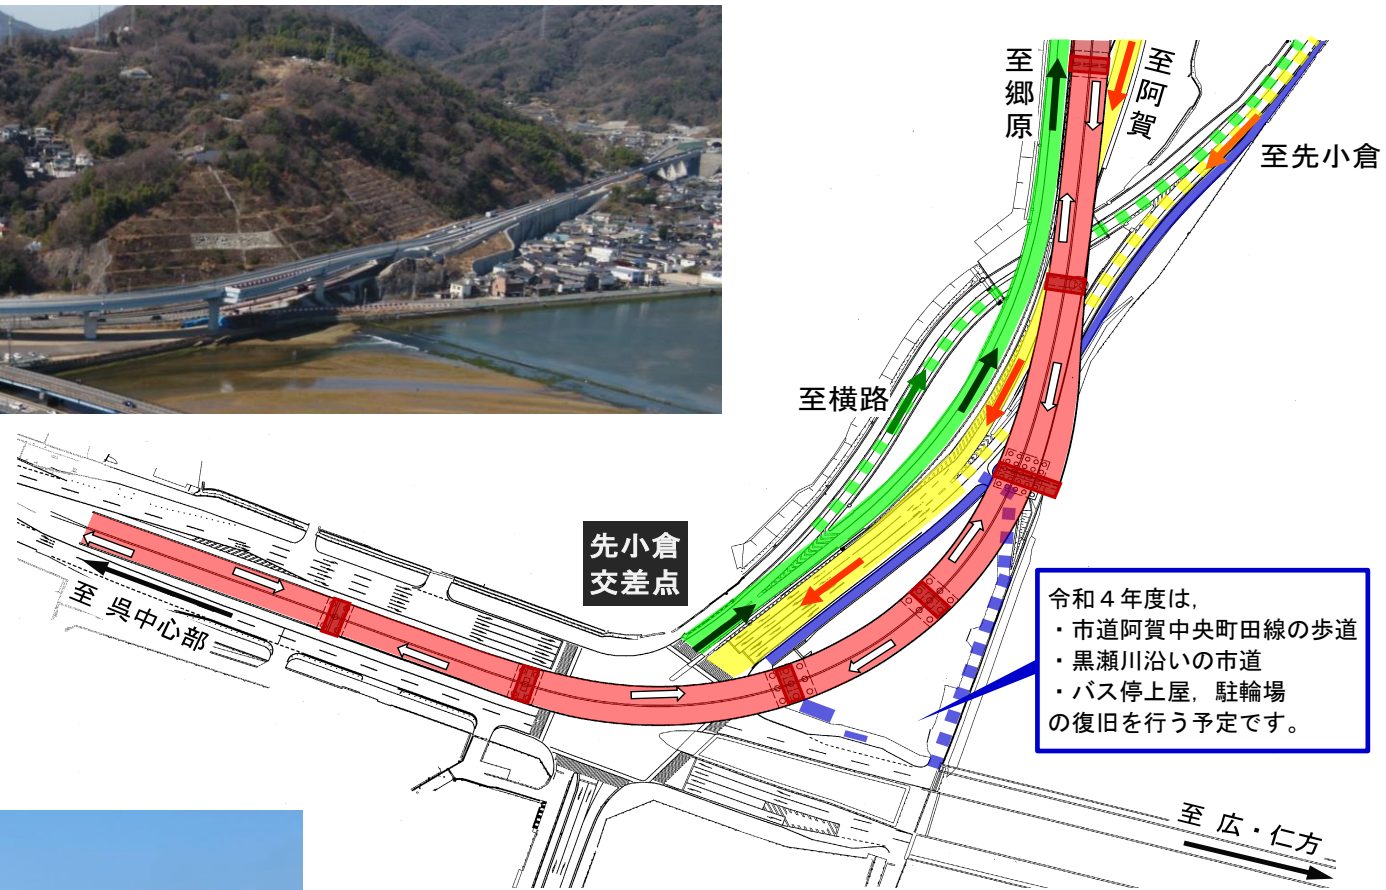 至郷原
至阿賀
至先小倉
至横路
先小倉
交差点
至 呉中心部
令和４年度は，
・市道阿賀中央町田線の歩道
・黒瀬川沿いの市道
・バス停上屋，駐輪場
の復旧を行う予定です。
至 広・仁方